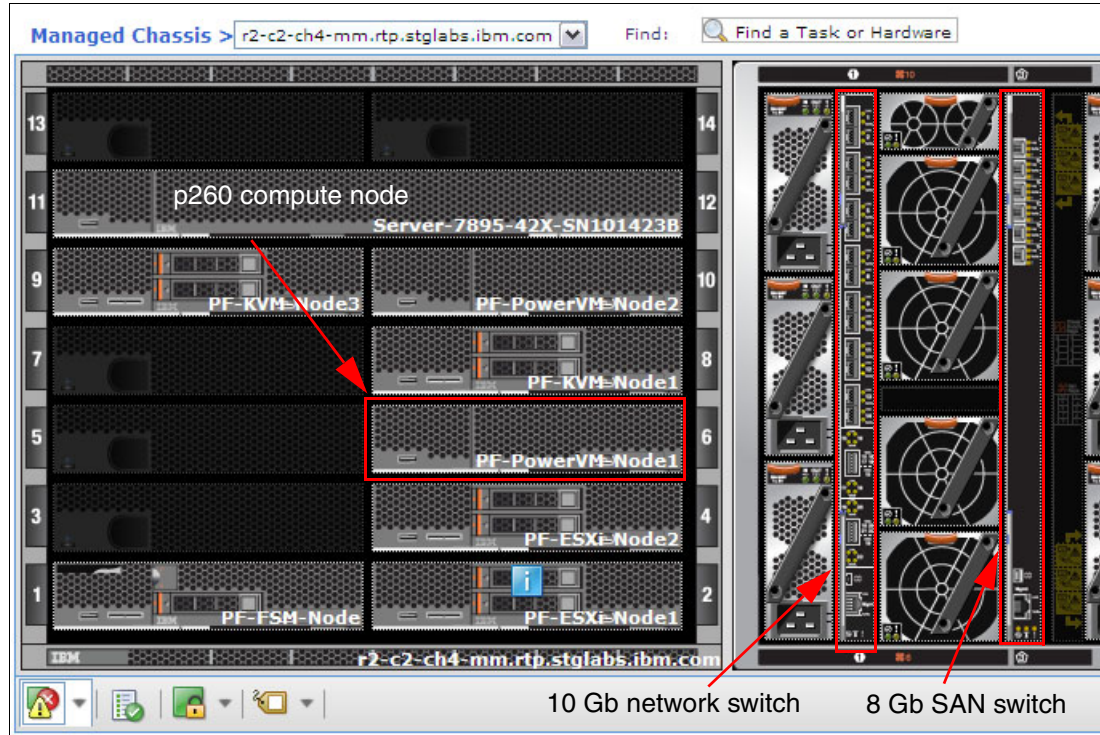 Managed Chassis > r2-c2-ch4-mm.rtp.stglabs.ibm.com Find: Find a Task or Hardware
13 14
p260 compute node
11 12
Server-7895-42X-SN101423B
9 10
PF-KVM-Node3 PF-PowerVM-Node2
7 8
PF-KVM-Node1
5 6
PF-PowerVM-Node1
3 4
PF-ESXi-Node2
1 2
PF-FSM-Node PF-ESXi-Node1
IBM r2-c2-ch4-mm.rtp.stglabs.ibm.com
10 Gb network switch 8 Gb SAN switch